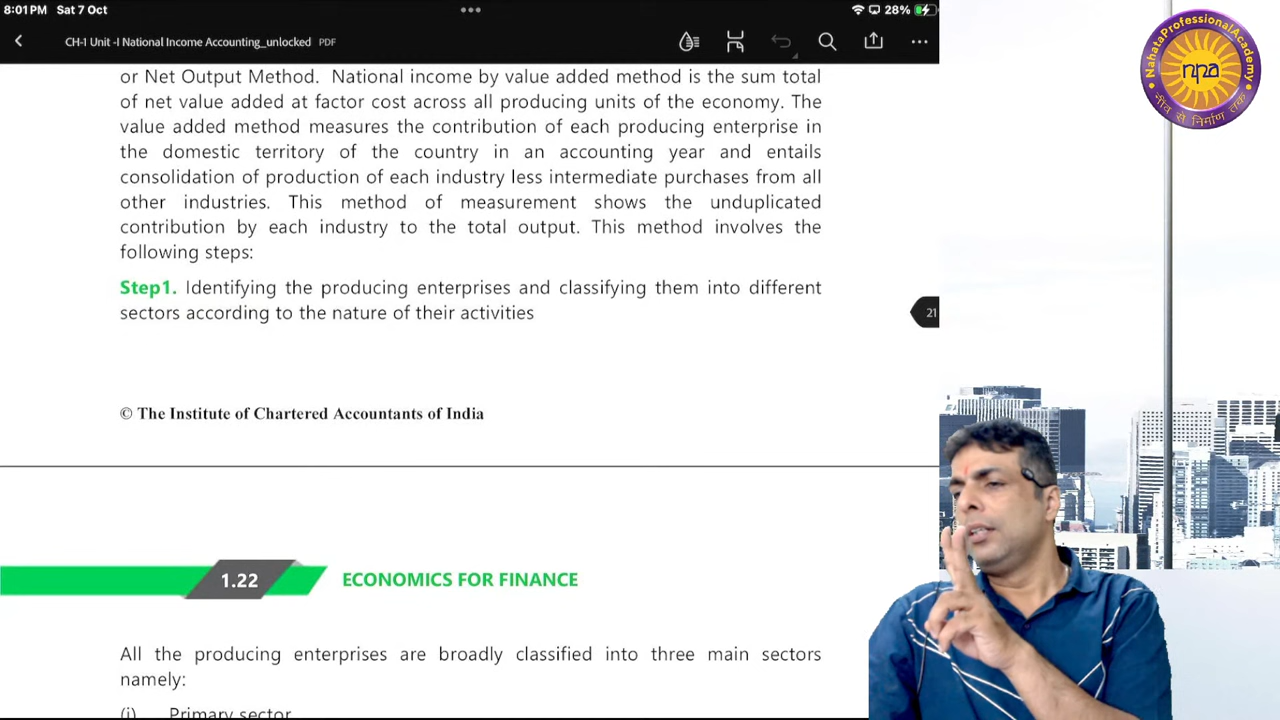 8:01 PM Sat 7 Oct
28%
CH-1 Unit -I National Income Accounting_unlocked PDF
or Net Output Method. National income by value added method is the sum total
of net value added at factor cost across all producing units of the economy. The
value added method measures the contribution of each producing enterprise in
the domestic territory of the country in an accounting year and entails
consolidation of production of each industry less intermediate purchases from all
other industries. This method of measurement shows the unduplicated
contribution by each industry to the total output. This method involves the
following steps:
Step1. Identifying the producing enterprises and classifying them into different
sectors according to the nature of their activities
21
© The Institute of Chartered Accountants of India
1.22 ECONOMICS FOR FINANCE
All the producing enterprises are broadly classified into three main sectors
namely:
(i) Primary sector
NahataProfessionalAcademy
npa
नींव से निर्माण तक